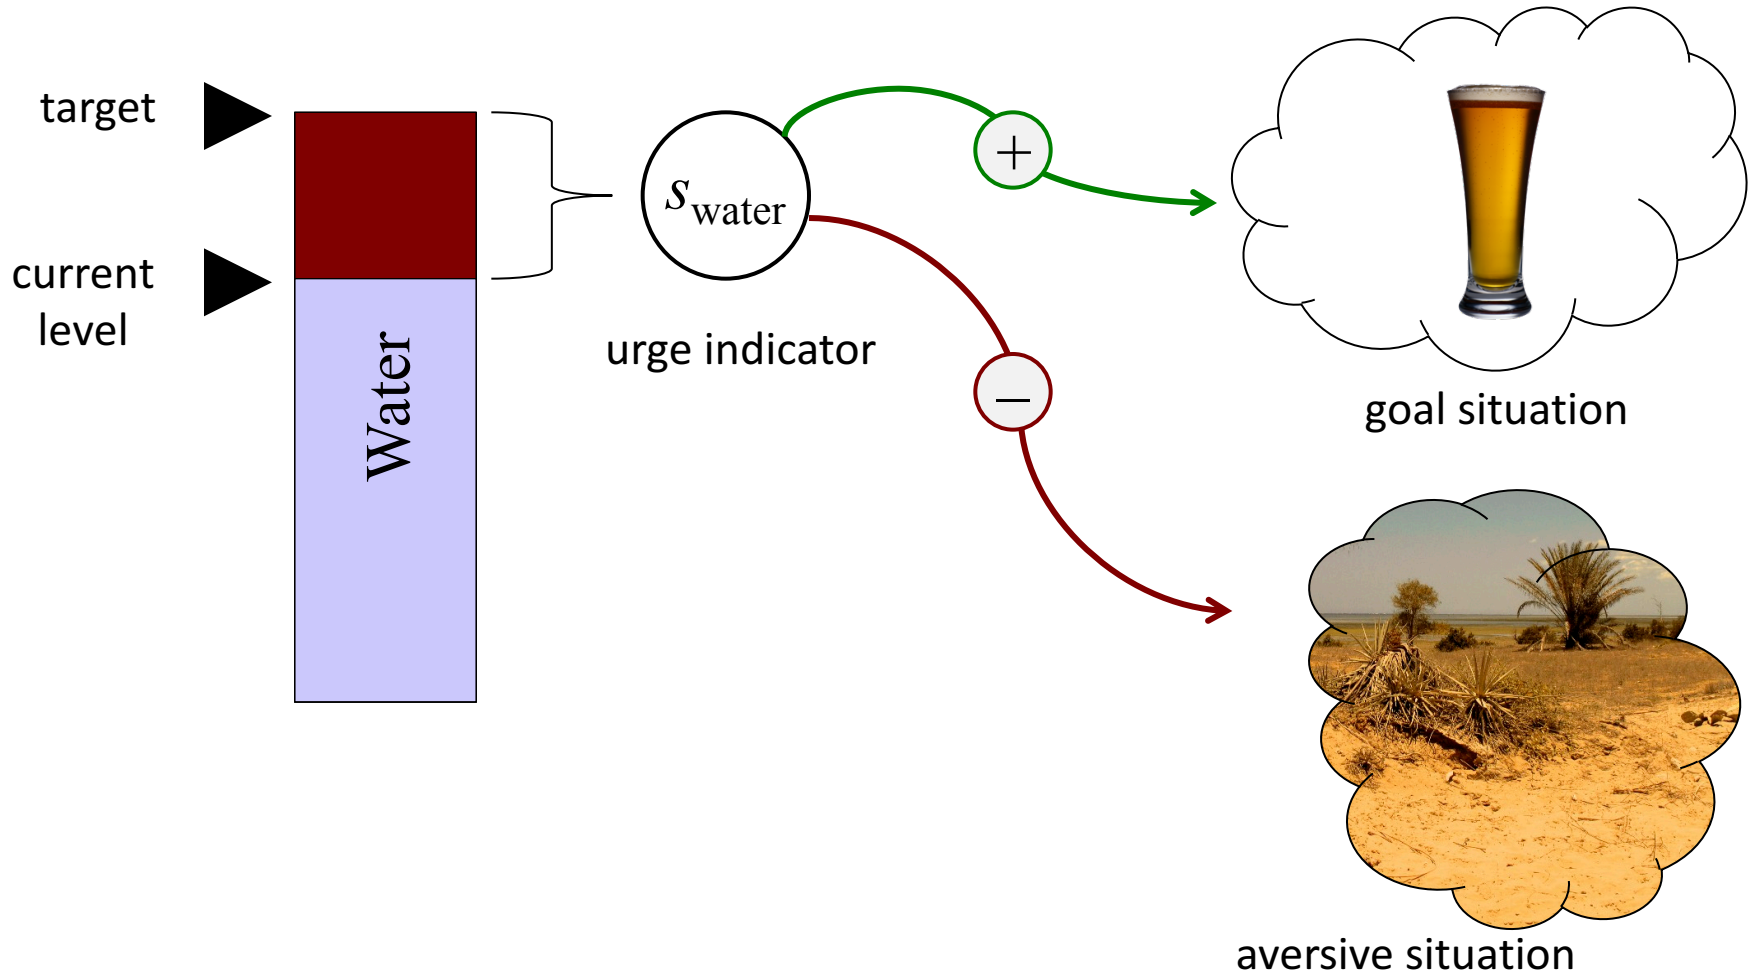 target
current
level
Water
s_water
urge indicator
+
−
goal situation
aversive situation